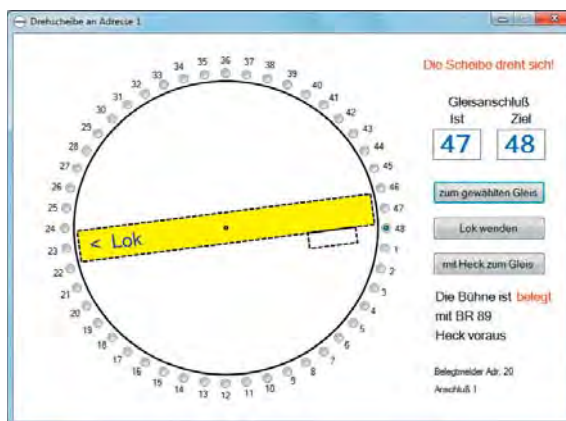 Drehscheibe an Adresse 1
34 35 36 37 38
33 39
32 40
31 41
30 42
29 43
28 44
27 45
26 46
25 47
24 48
23 1
22 2
21 3
20 4
19 5
18 6
17 7
16 8
15 9
14 13 12 11 10
< Lok
Die Scheibe dreht sich!
Gleisanschluß
Ist Ziel
47 48
zum gewählten Gleis
Lok wenden
mit Heck zum Gleis
Die Bühne ist belegt
mit BR 89
Heck voraus
Belegtmelder Adr. 20
Anschluß 1